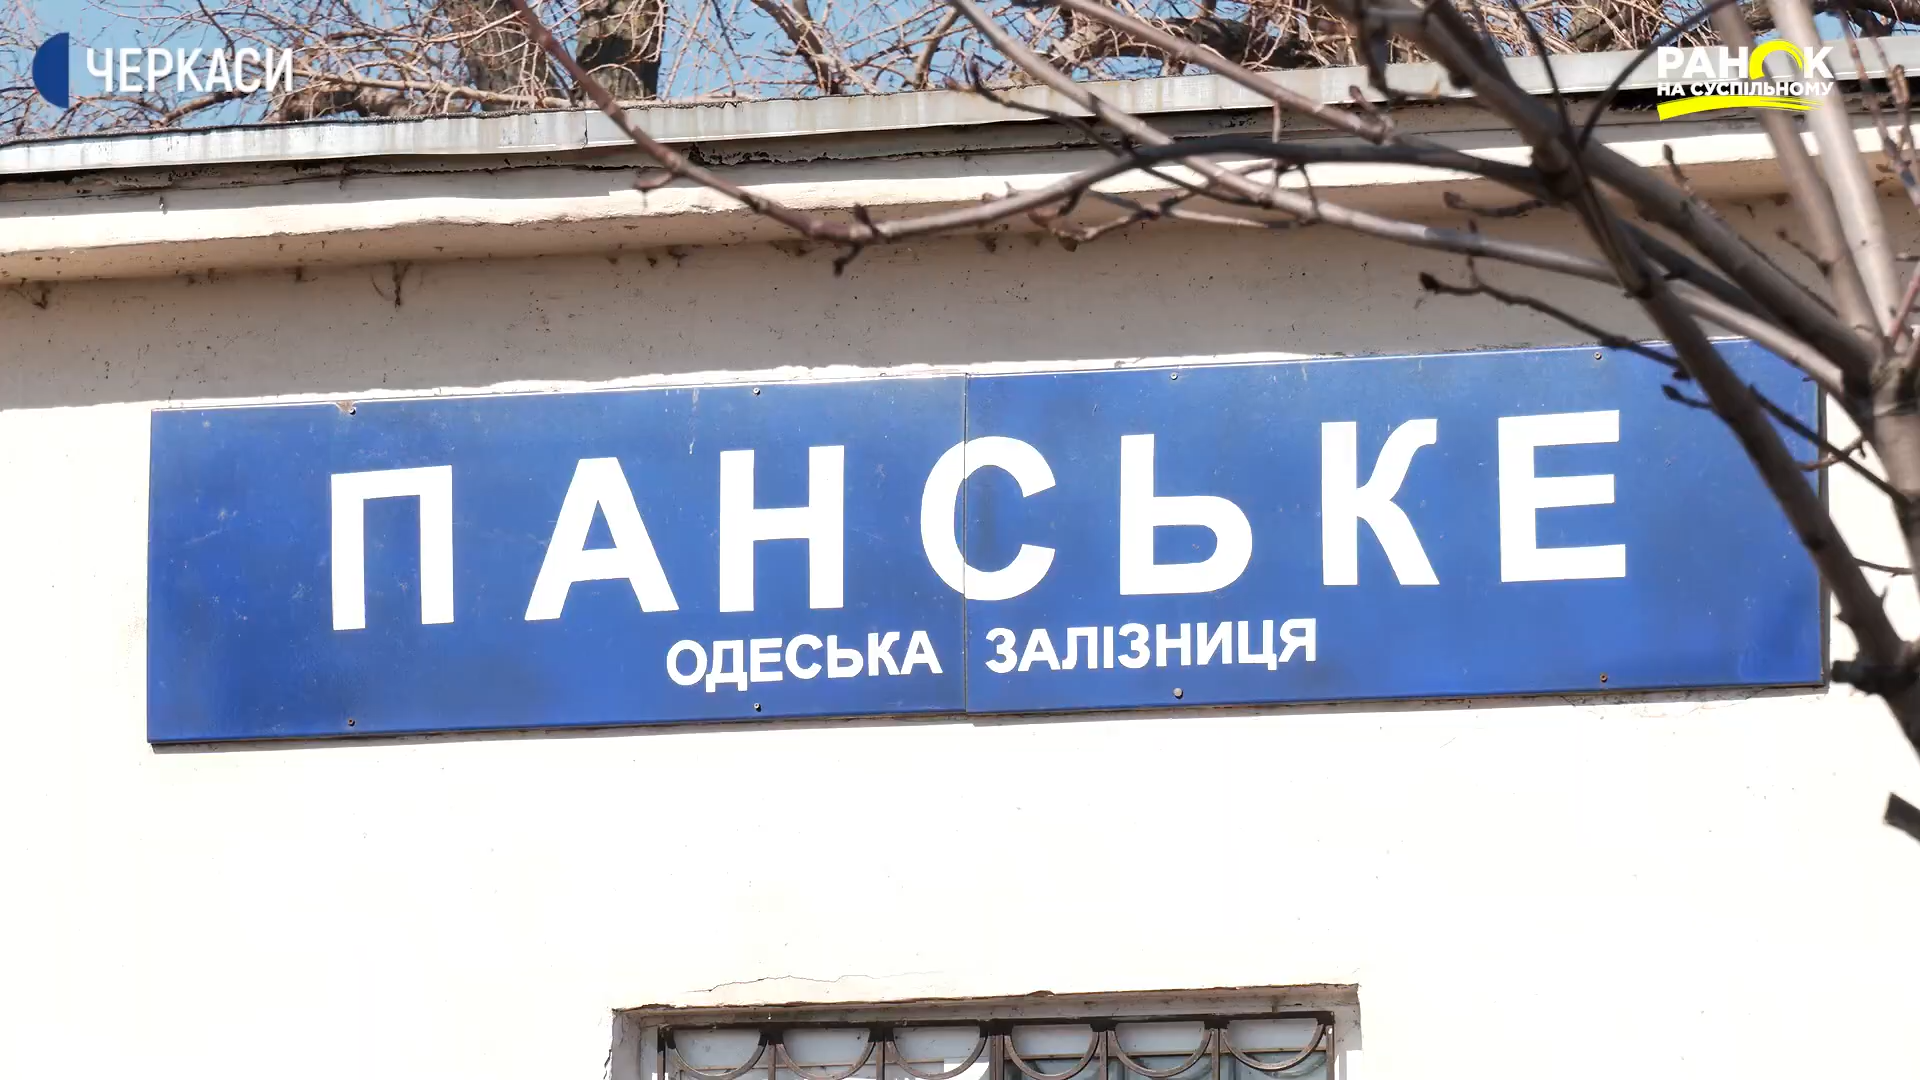 ЧЕРКАСИ
РАНОК
НА СУСПІЛЬНОМУ
ПАНСЬКЕ
ОДЕСЬКА ЗАЛІЗНИЦЯ